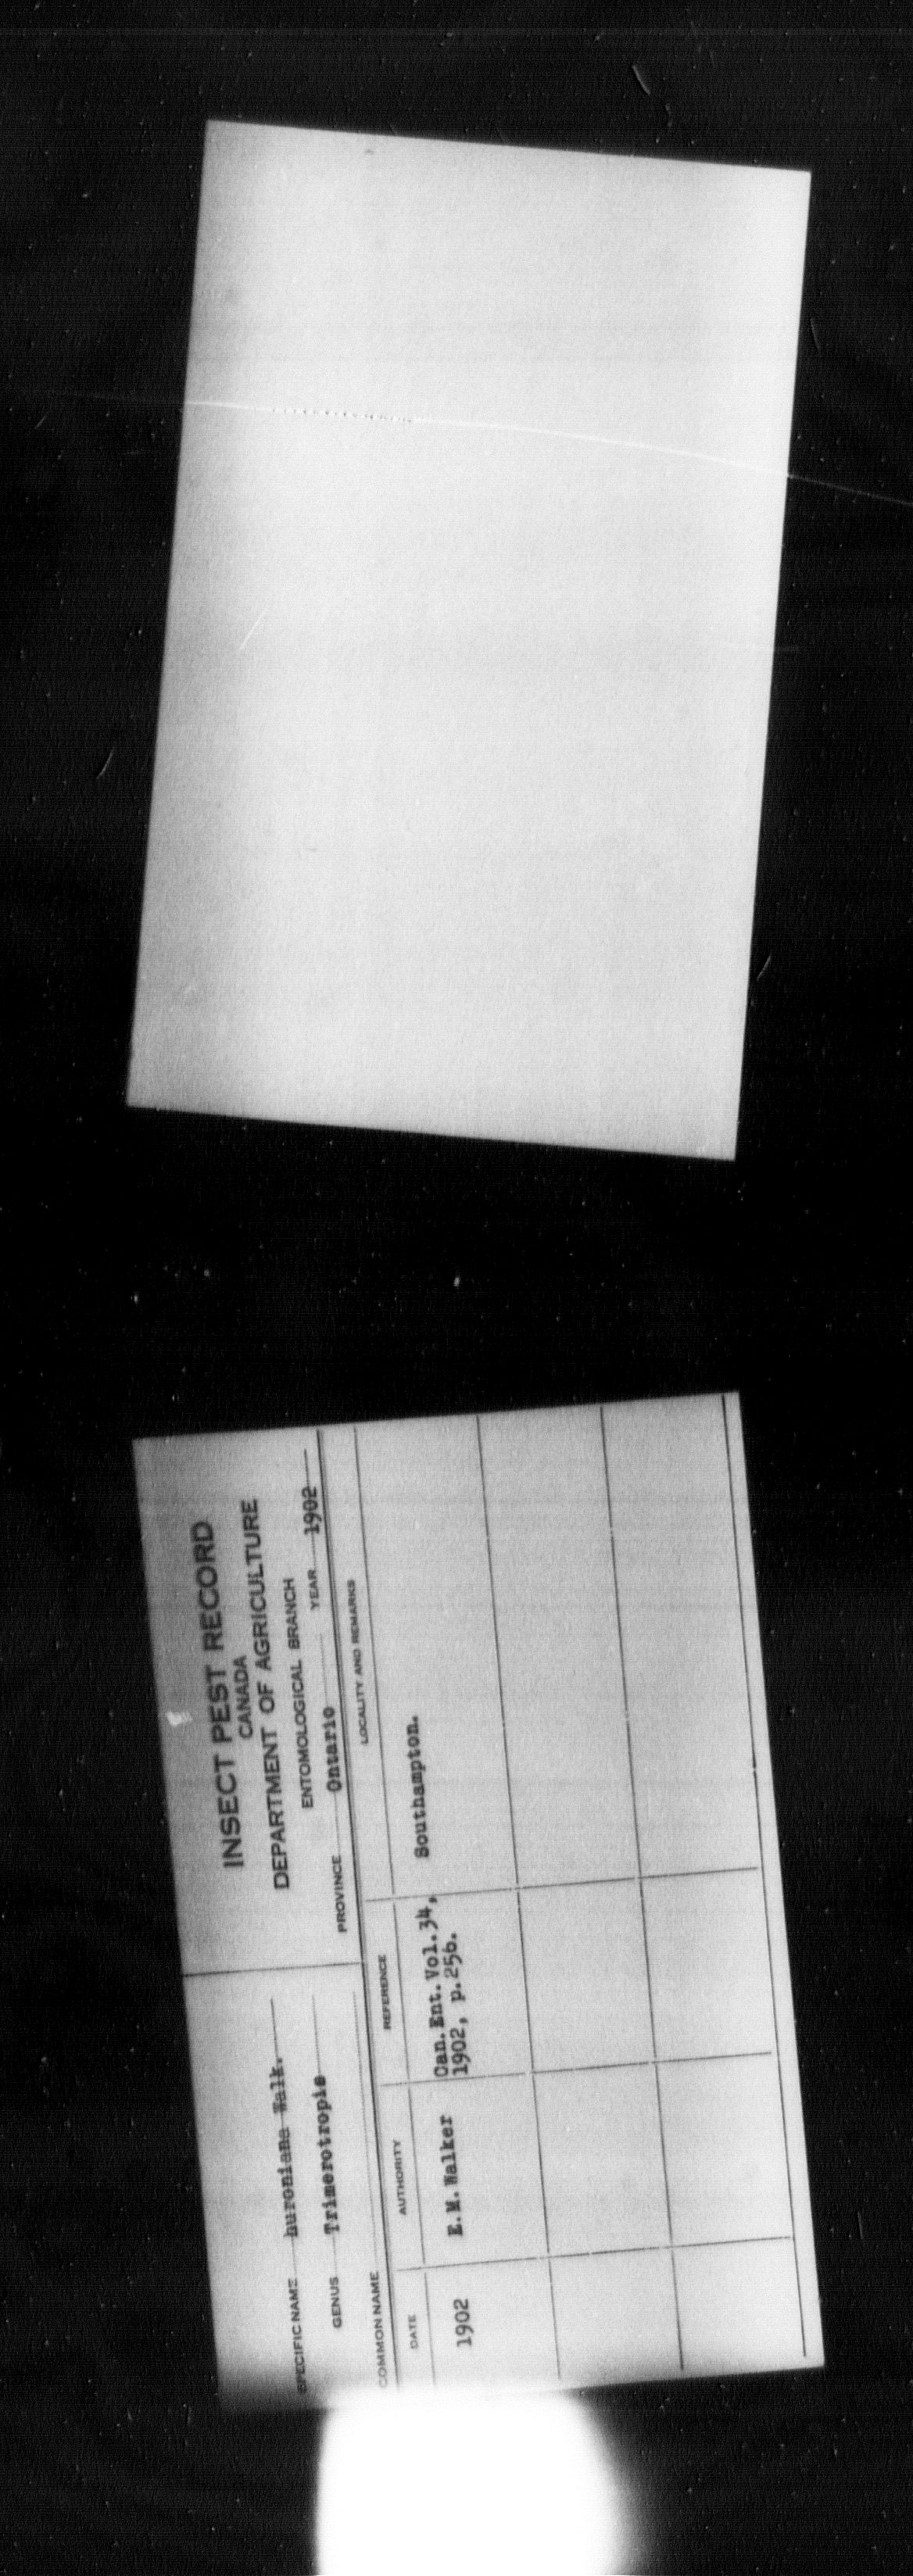 SPECIFIC NAME huroniana Walk.
GENUS Trimerotropis
COMMON NAME
INSECT PEST RECORD
CANADA
DEPARTMENT OF AGRICULTURE
ENTOMOLOGICAL BRANCH
PROVINCE Ontario YEAR 1902
DATE AUTHORITY REFERENCE LOCALITY AND REMARKS
1902 E.M.Walker Can.Ent.Vol.34, Southampton.
1902, p.256.